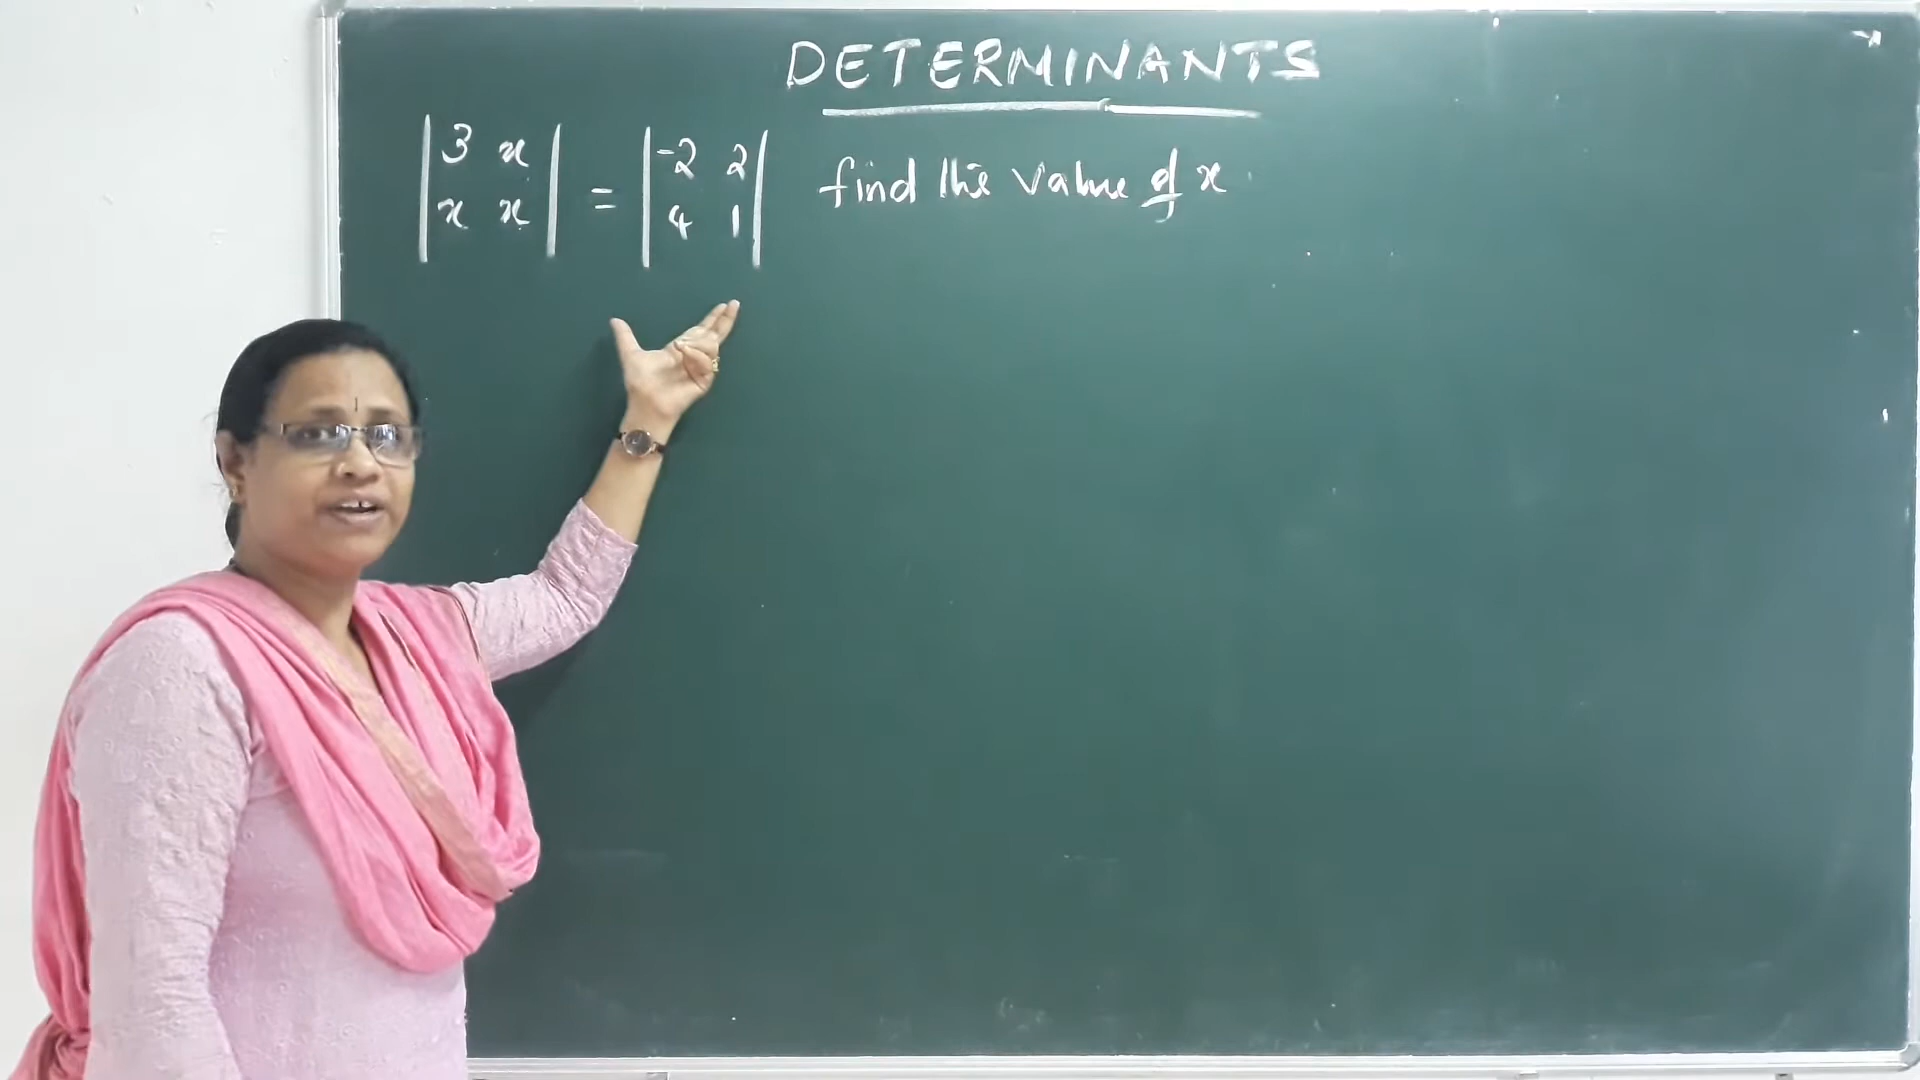 DETERMINANTS
|3 x| = |-2 2| find the value of x
|x x|   |4 1|